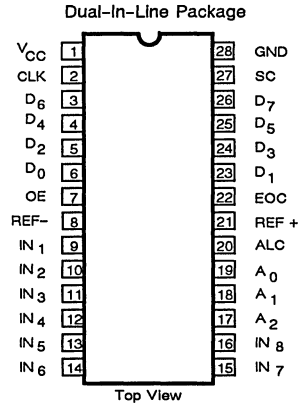 Dual-In-Line Package
VCC 1 28 GND
CLK 2 27 SC
D6 3 26 D7
D4 4 25 D5
D2 5 24 D3
D0 6 23 D1
OE 7 22 EOC
REF- 8 21 REF +
IN 1 9 20 ALC
IN 2 10 19 A0
IN 3 11 18 A1
IN 4 12 17 A2
IN 5 13 16 IN 8
IN 6 14 15 IN 7
Top View